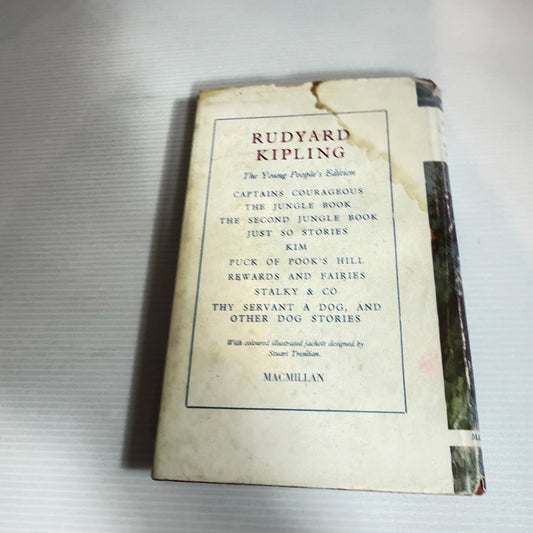 RUDYARD
KIPLING
The Young People's Edition
CAPTAINS COURAGEOUS
THE JUNGLE BOOK
THE SECOND JUNGLE BOOK
JUST SO STORIES
KIM
PUCK OF POOK'S HILL
REWARDS AND FAIRIES
STALKY & CO
THY SERVANT A DOG, AND
OTHER DOG STORIES
With coloured illustrated jackets designed by
Stuart Tresilian.
MACMILLAN